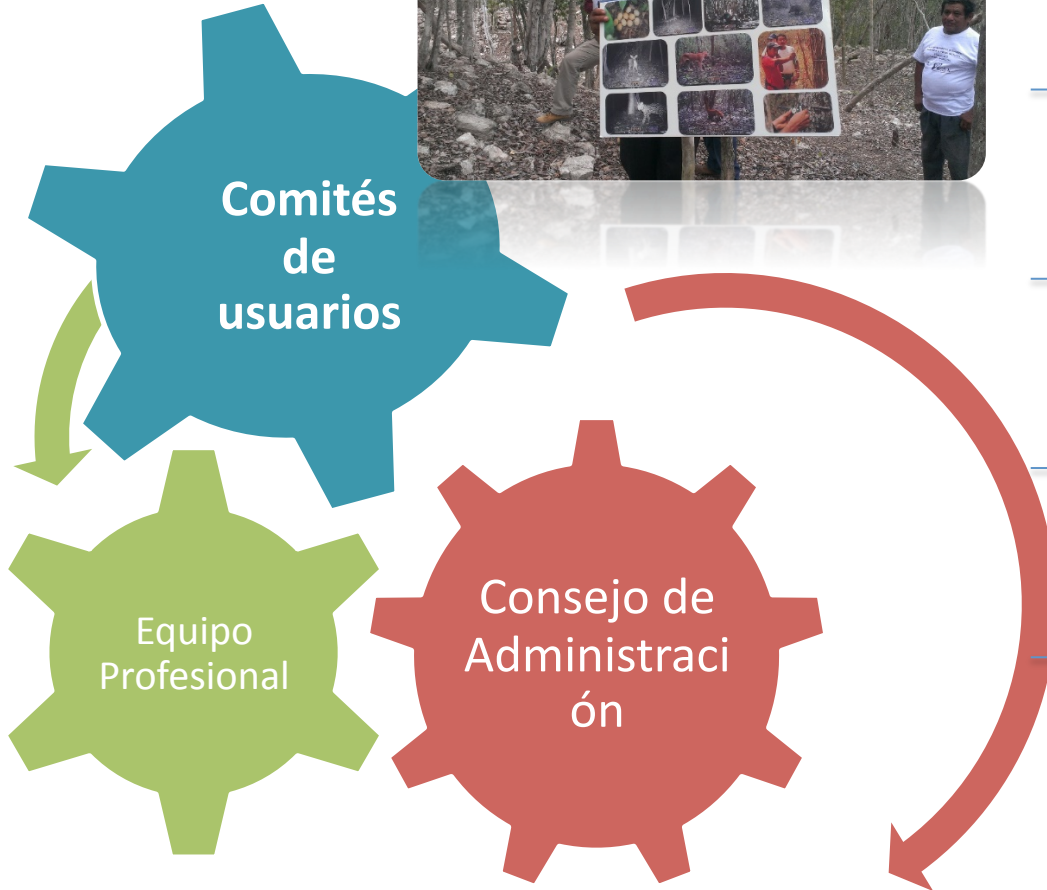 Comités
de
usuarios
Equipo
Profesional
Consejo de
Administraci
ón